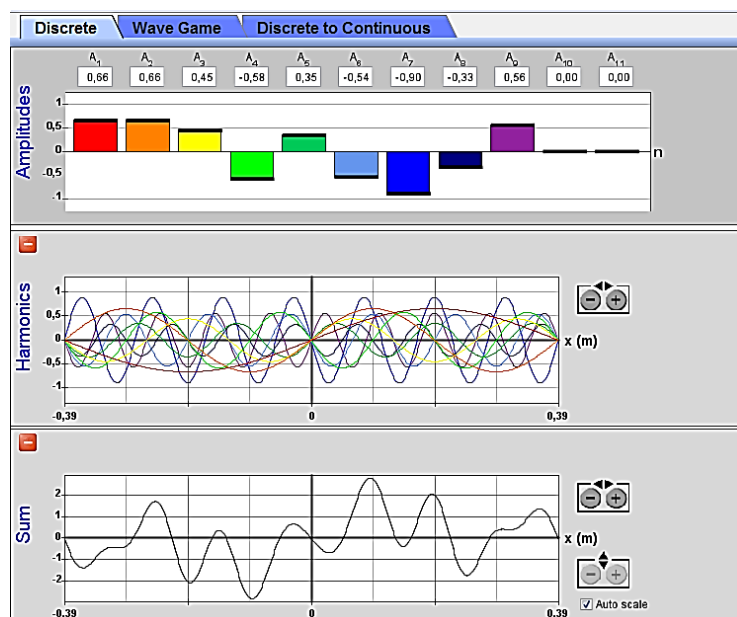 Discrete Wave Game Discrete to Continuous
A1 A2 A3 A4 A5 A6 A7 A8 A9 A10 A11
0,66 0,66 0,45 -0,58 0,35 -0,54 -0,90 -0,33 0,56 0,00 0,00
Amplitudes
1
0,5
0
-0,5
-1
n
Harmonics
1
0,5
0
-0,5
-1
x (m)
-0,39 0 0,39
Sum
2
1
0
-1
-2
x (m)
Auto scale
-0.39 0 0,39